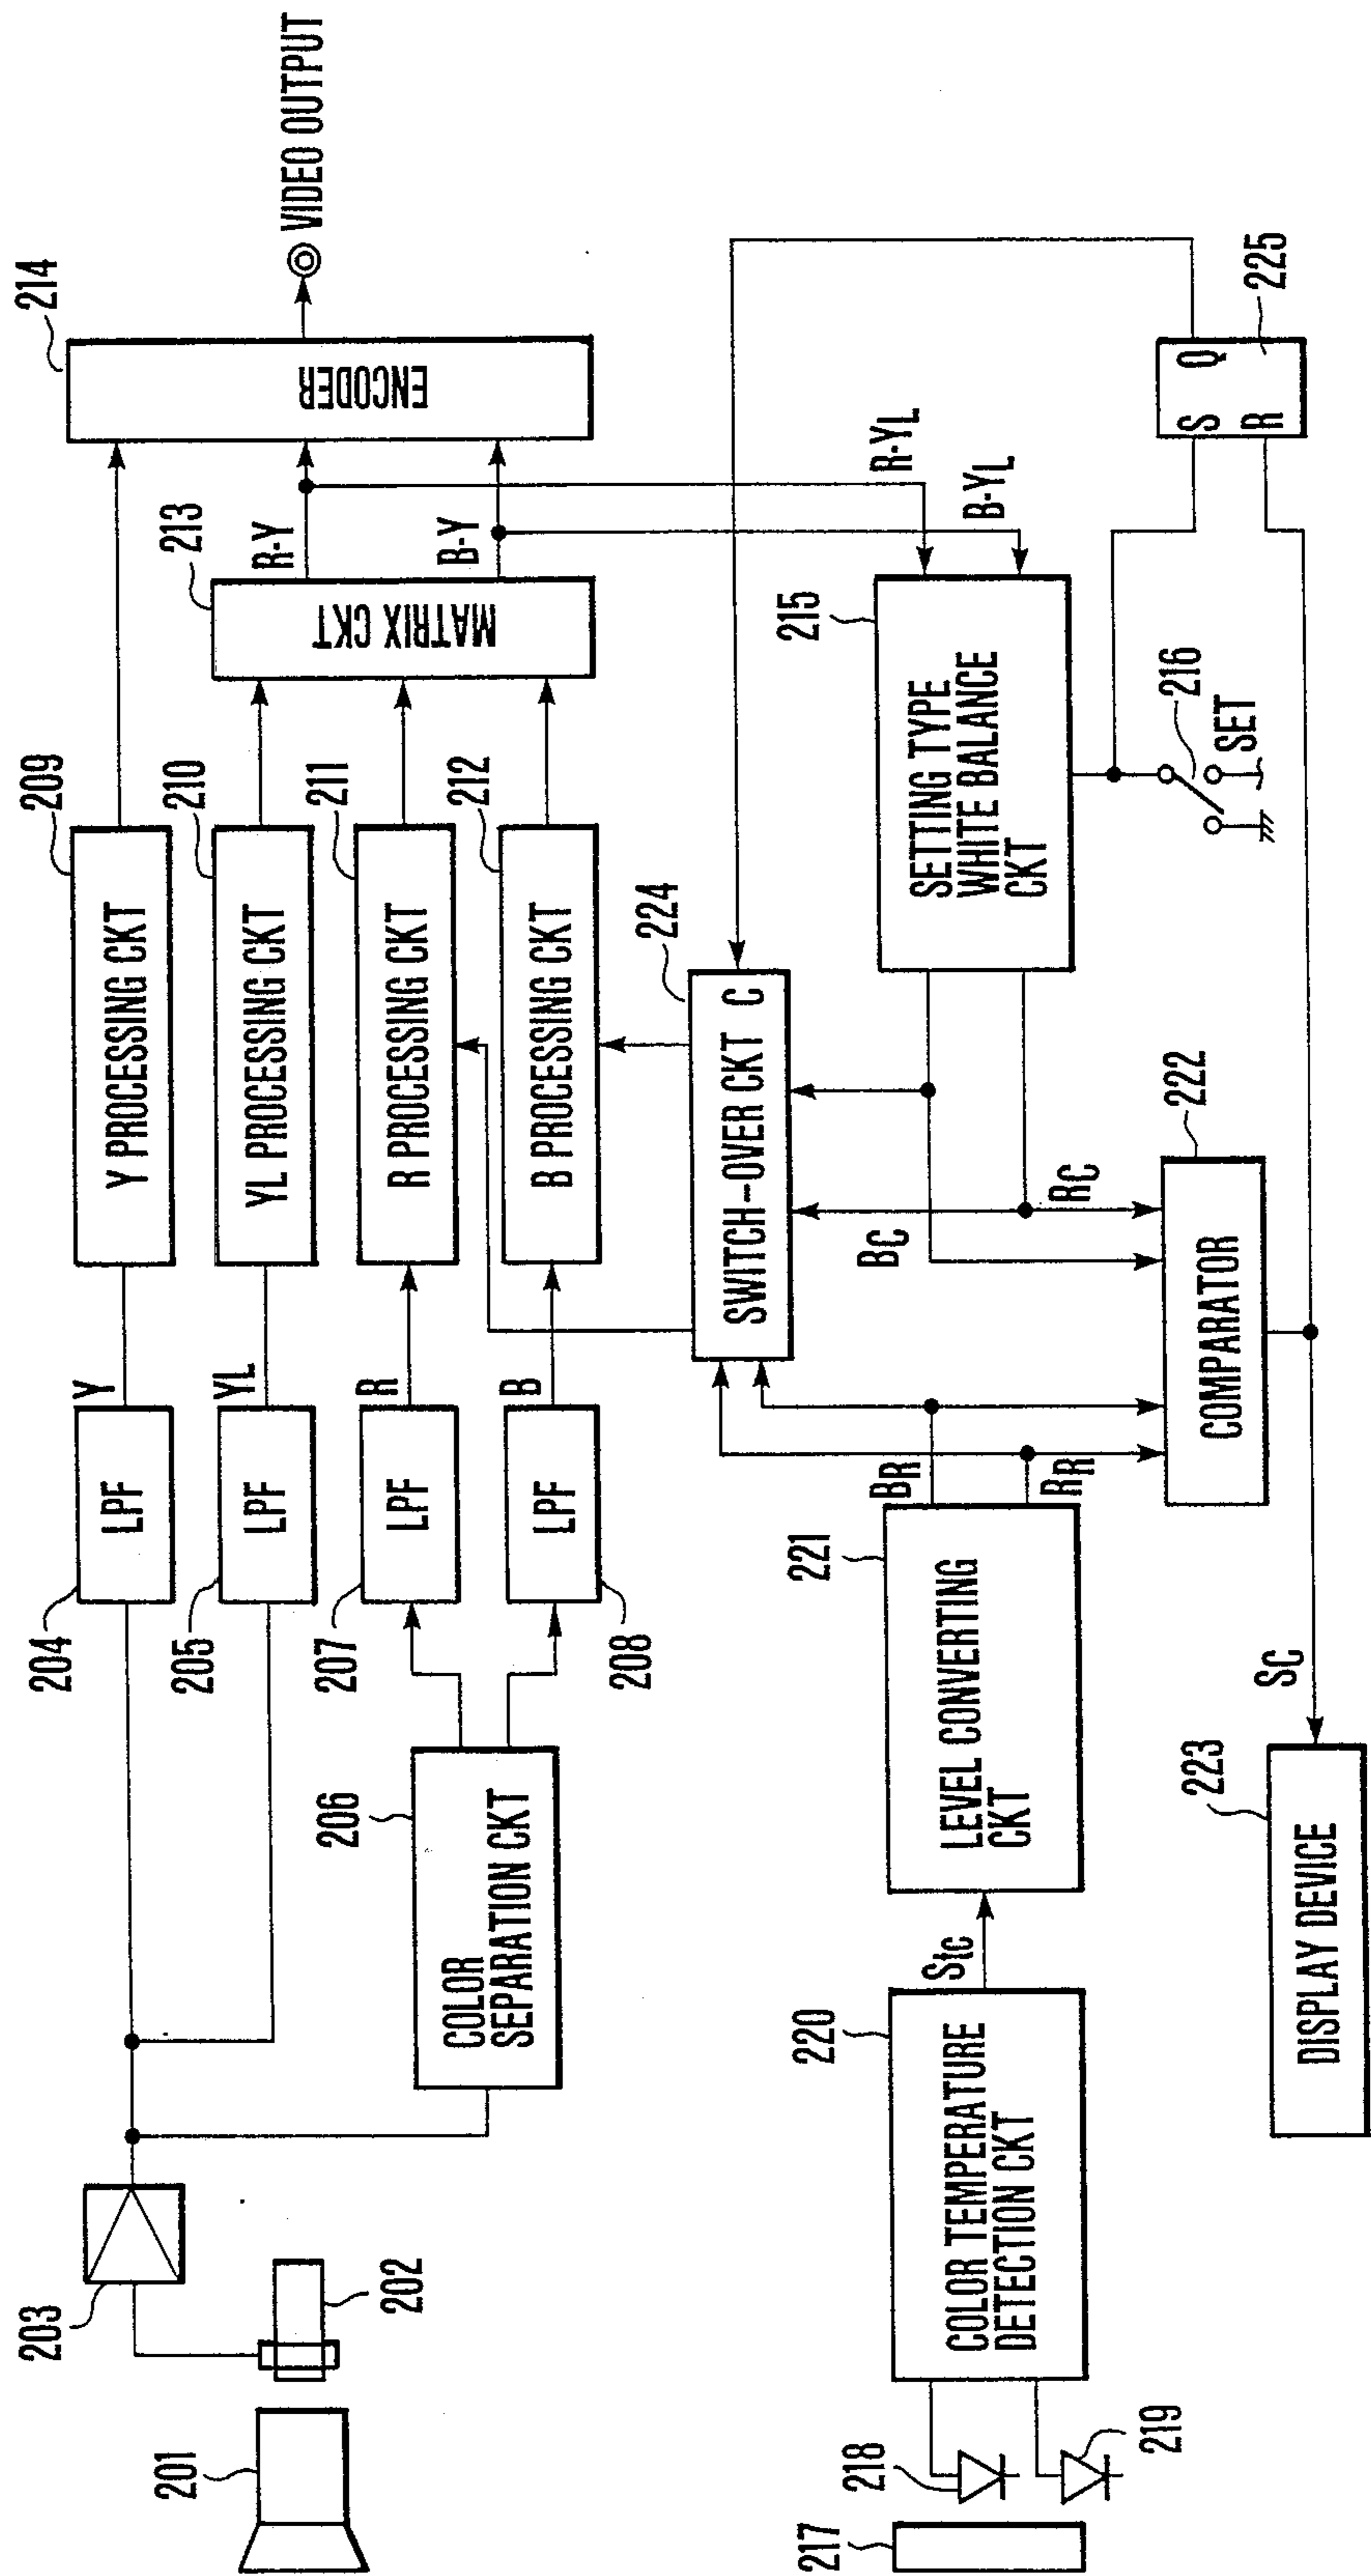 201
202
203
204
LPF
Y
209
Y PROCESSING CKT
214
ENCODER
VIDEO OUTPUT
205
LPF
YL
210
YL PROCESSING CKT
206
COLOR
SEPARATION CKT
207
LPF
R
211
R PROCESSING CKT
213
MATRIX CKT
R-Y
B-Y
208
LPF
B
212
B PROCESSING CKT
224
SWITCH-OVER CKT C
R-YL
B-YL
217
218
219
220
COLOR TEMPERATURE
DETECTION CKT
Stc
221
LEVEL CONVERTING
CKT
BR
RR
BC
RC
215
SETTING TYPE
WHITE BALANCE
CKT
216
SET
222
COMPARATOR
S Q
R
225
SC
223
DISPLAY DEVICE